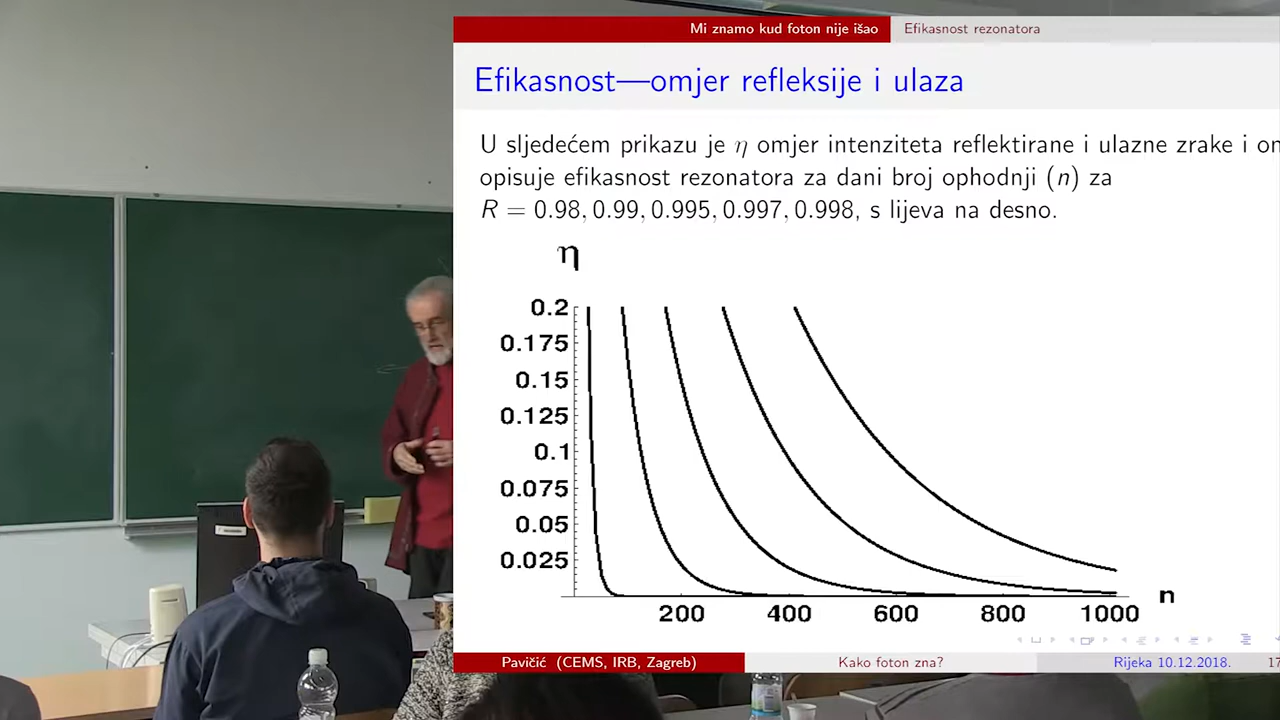 Mi znamo kud foton nije išao Efikasnost rezonatora
Efikasnost—omjer refleksije i ulaza
U sljedećem prikazu je η omjer intenziteta reflektirane i ulazne zrake i
opisuje efikasnost rezonatora za dani broj ophodnji (n) za
R = 0.98, 0.99, 0.995, 0.997, 0.998, s lijeva na desno.
η
0.2
0.175
0.15
0.125
0.1
0.075
0.05
0.025
200 400 600 800 1000 n
Pavičić (CEMS, IRB, Zagreb) Kako foton zna? Rijeka 10.12.2018. 17